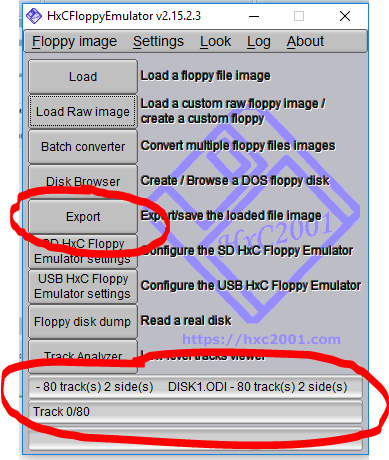 HxCFloppyEmulator v2.15.2.3
Floppy image Settings Look Log About
Load Load a floppy file image
Load Raw image Load a custom raw floppy image /
create a custom floppy
Batch converter Convert multiple floppy files images
Disk Browser Create / Browse a DOS floppy disk
Export Export/save the loaded file image
HxC2001
SD HxC Floppy
Emulator settings Configure the SD HxC Floppy Emulator
USB HxC Floppy
Emulator settings Configure the USB HxC Floppy Emulator
Floppy disk dump Read a real disk
https://hxc2001.com
Track Analyzer Low level tracks viewer
- 80 track(s) 2 side(s) DISK1.ODI - 80 track(s) 2 side(s)
Track 0/80